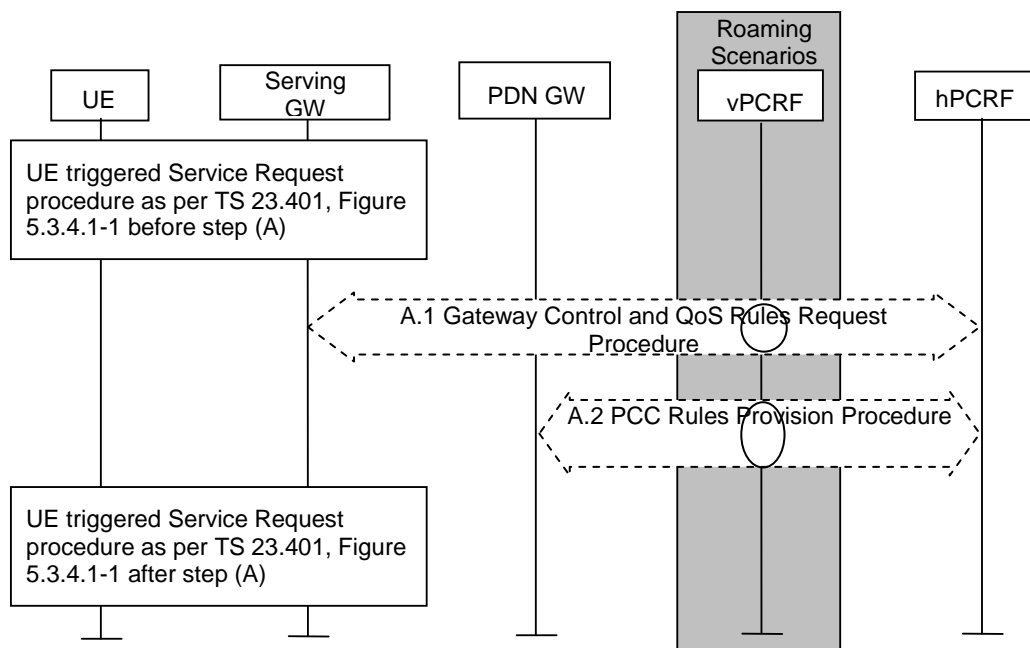 Roaming
Scenarios
UE
Serving
GW
PDN GW
vPCRF
hPCRF
UE triggered Service Request
procedure as per TS 23.401, Figure
5.3.4.1-1 before step (A)
A.1 Gateway Control and QoS Rules Request
Procedure
A.2 PCC Rules Provision Procedure
UE triggered Service Request
procedure as per TS 23.401, Figure
5.3.4.1-1 after step (A)